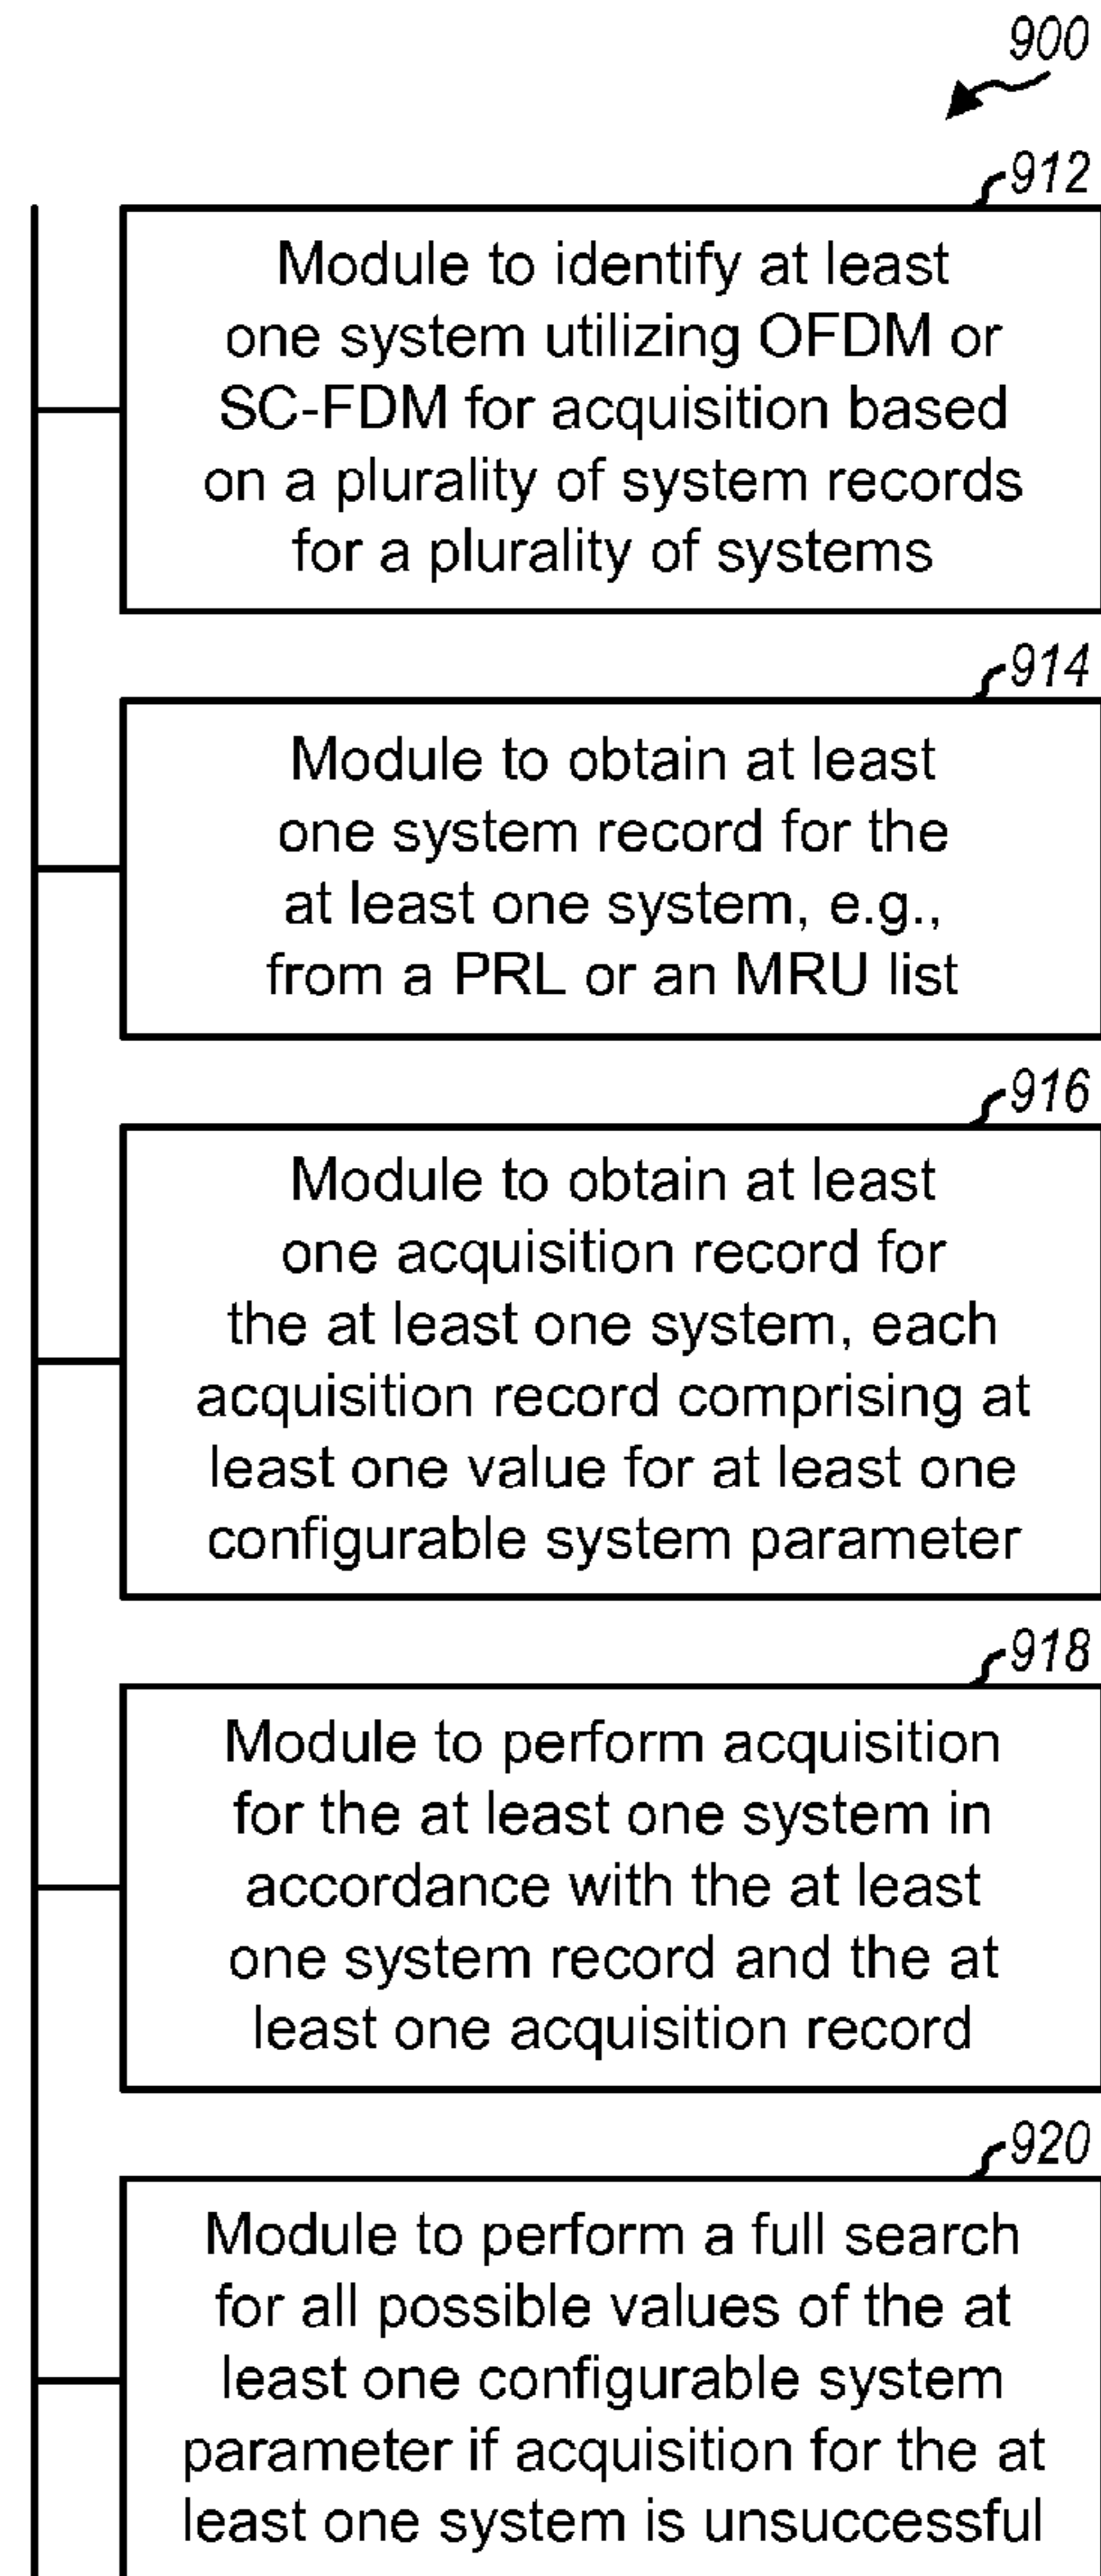 900
912
Module to identify at least
one system utilizing OFDM or
SC-FDM for acquisition based
on a plurality of system records
for a plurality of systems
914
Module to obtain at least
one system record for the
at least one system, e.g.,
from a PRL or an MRU list
916
Module to obtain at least
one acquisition record for
the at least one system, each
acquisition record comprising at
least one value for at least one
configurable system parameter
918
Module to perform acquisition
for the at least one system in
accordance with the at least
one system record and the at
least one acquisition record
920
Module to perform a full search
for all possible values of the at
least one configurable system
parameter if acquisition for the at
least one system is unsuccessful